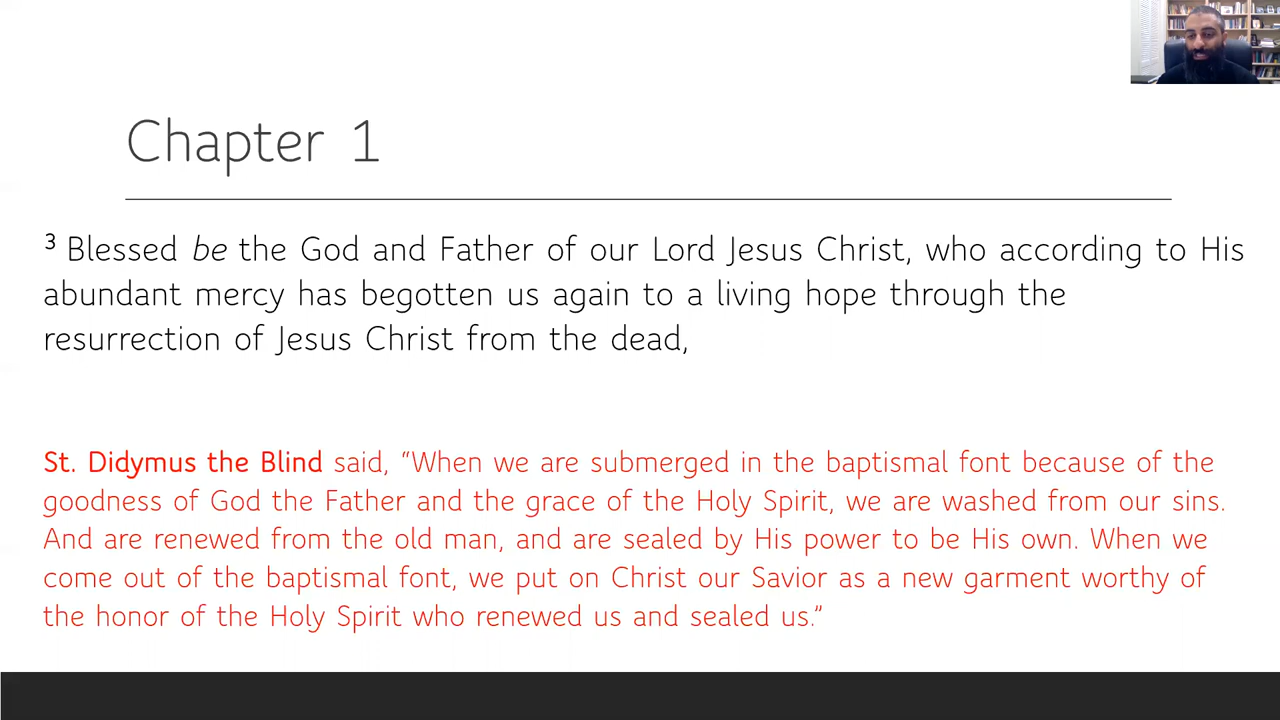 Chapter 1
3 Blessed be the God and Father of our Lord Jesus Christ, who according to His
abundant mercy has begotten us again to a living hope through the
resurrection of Jesus Christ from the dead,
St. Didymus the Blind said, “When we are submerged in the baptismal font because of the
goodness of God the Father and the grace of the Holy Spirit, we are washed from our sins.
And are renewed from the old man, and are sealed by His power to be His own. When we
come out of the baptismal font, we put on Christ our Savior as a new garment worthy of
the honor of the Holy Spirit who renewed us and sealed us.”